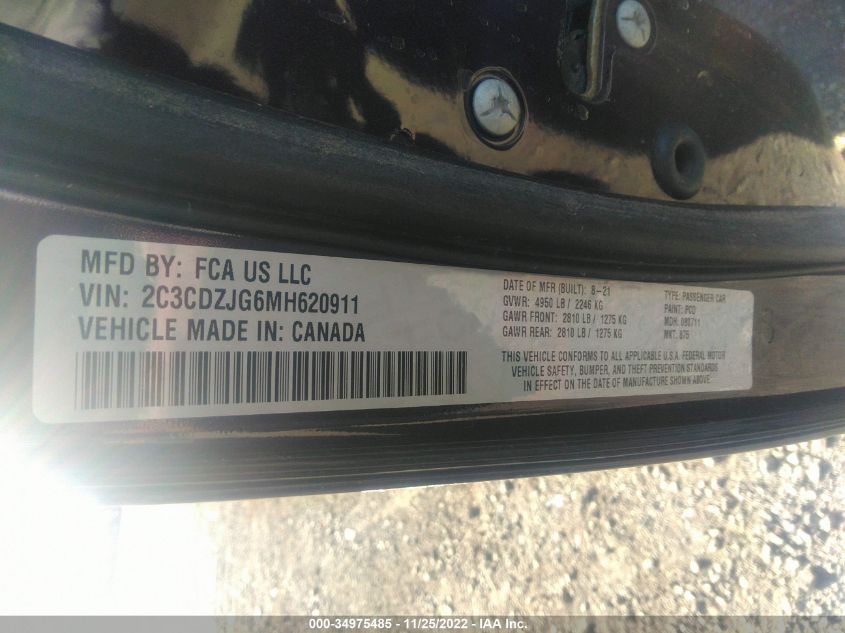 MFD BY: FCA US LLC
VIN: 2C3CDZJG6MH620911
VEHICLE MADE IN: CANADA
DATE OF MFR (BUILT): 8-21
GVWR: 4950 LB / 2246 KG
GAWR FRONT: 2810 LB / 1275 KG
GAWR REAR: 2810 LB / 1275 KG
TYPE: PASSENGER CAR
PAINT:
MDH:
MKT:
THIS VEHICLE CONFORMS TO ALL APPLICABLE U.S.A. FEDERAL MOTOR
VEHICLE SAFETY, BUMPER, AND THEFT PREVENTION STANDARDS
IN EFFECT ON THE DATE OF MANUFACTURE SHOWN ABOVE.
000-34975485 - 11/25/2022 - IAA Inc.